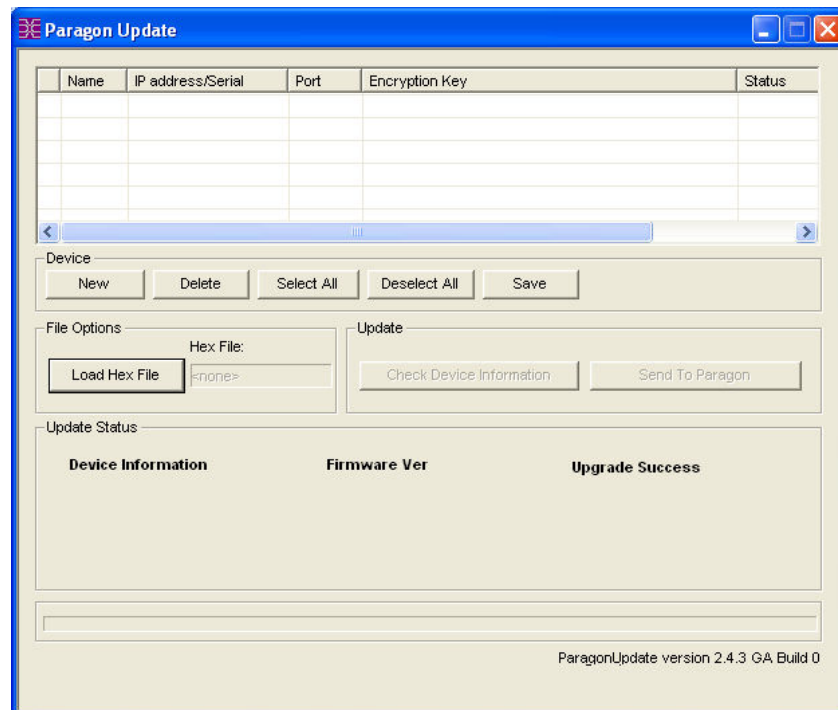 Paragon Update
Name IP address/Serial Port Encryption Key Status
Device
New Delete Select All Deselect All Save
File Options Update
Hex File:
Load Hex File <none> Check Device Information Send To Paragon
Update Status
Device Information Firmware Ver Upgrade Success
ParagonUpdate version 2.4.3 GA Build 0